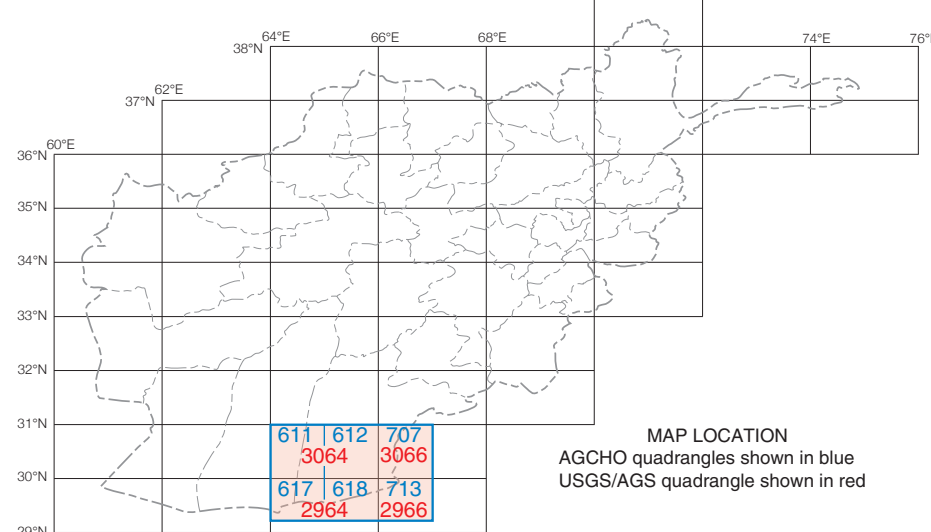 64°E 66°E 68°E 74°E 76°
38°N
62°E
37°N
60°E
36°N
35°N
34°N
33°N
32°N
31°N
611 612 707
3064 3066
30°N
617 618 713
2964 2966
29°N
MAP LOCATION
AGCHO quadrangles shown in blue
USGS/AGS quadrangle shown in red